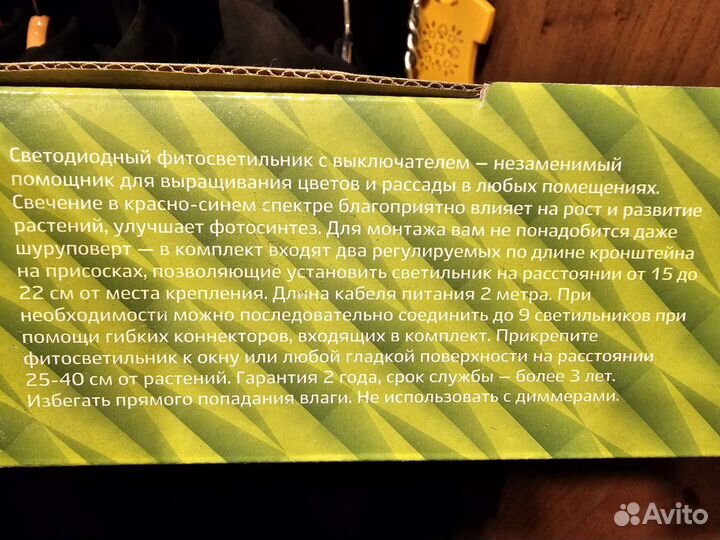 Светодиодный фитосветильник с выключателем – незаменимый
помощник для выращивания цветов и рассады в любых помещениях.
Свечение в красно-синем спектре благоприятно влияет на рост и развитие
растений, улучшает фотосинтез. Для монтажа вам не понадобится даже
шуруповерт – в комплект входят два регулируемых по длине кронштейна
на присосках, позволяющие установить светильник на расстоянии от 15 до
22 см от места крепления. Длина кабеля питания 2 метра. При
необходимости можно последовательно соединить до 9 светильников при
помощи гибких коннекторов, входящих в комплект. Прикрепите
фитосветильник к окну или любой гладкой поверхности на расстоянии
25-40 см от растений. Гарантия 2 года, срок службы – более 3 лет.
Избегать прямого попадания влаги. Не использовать с диммерами.
Avito